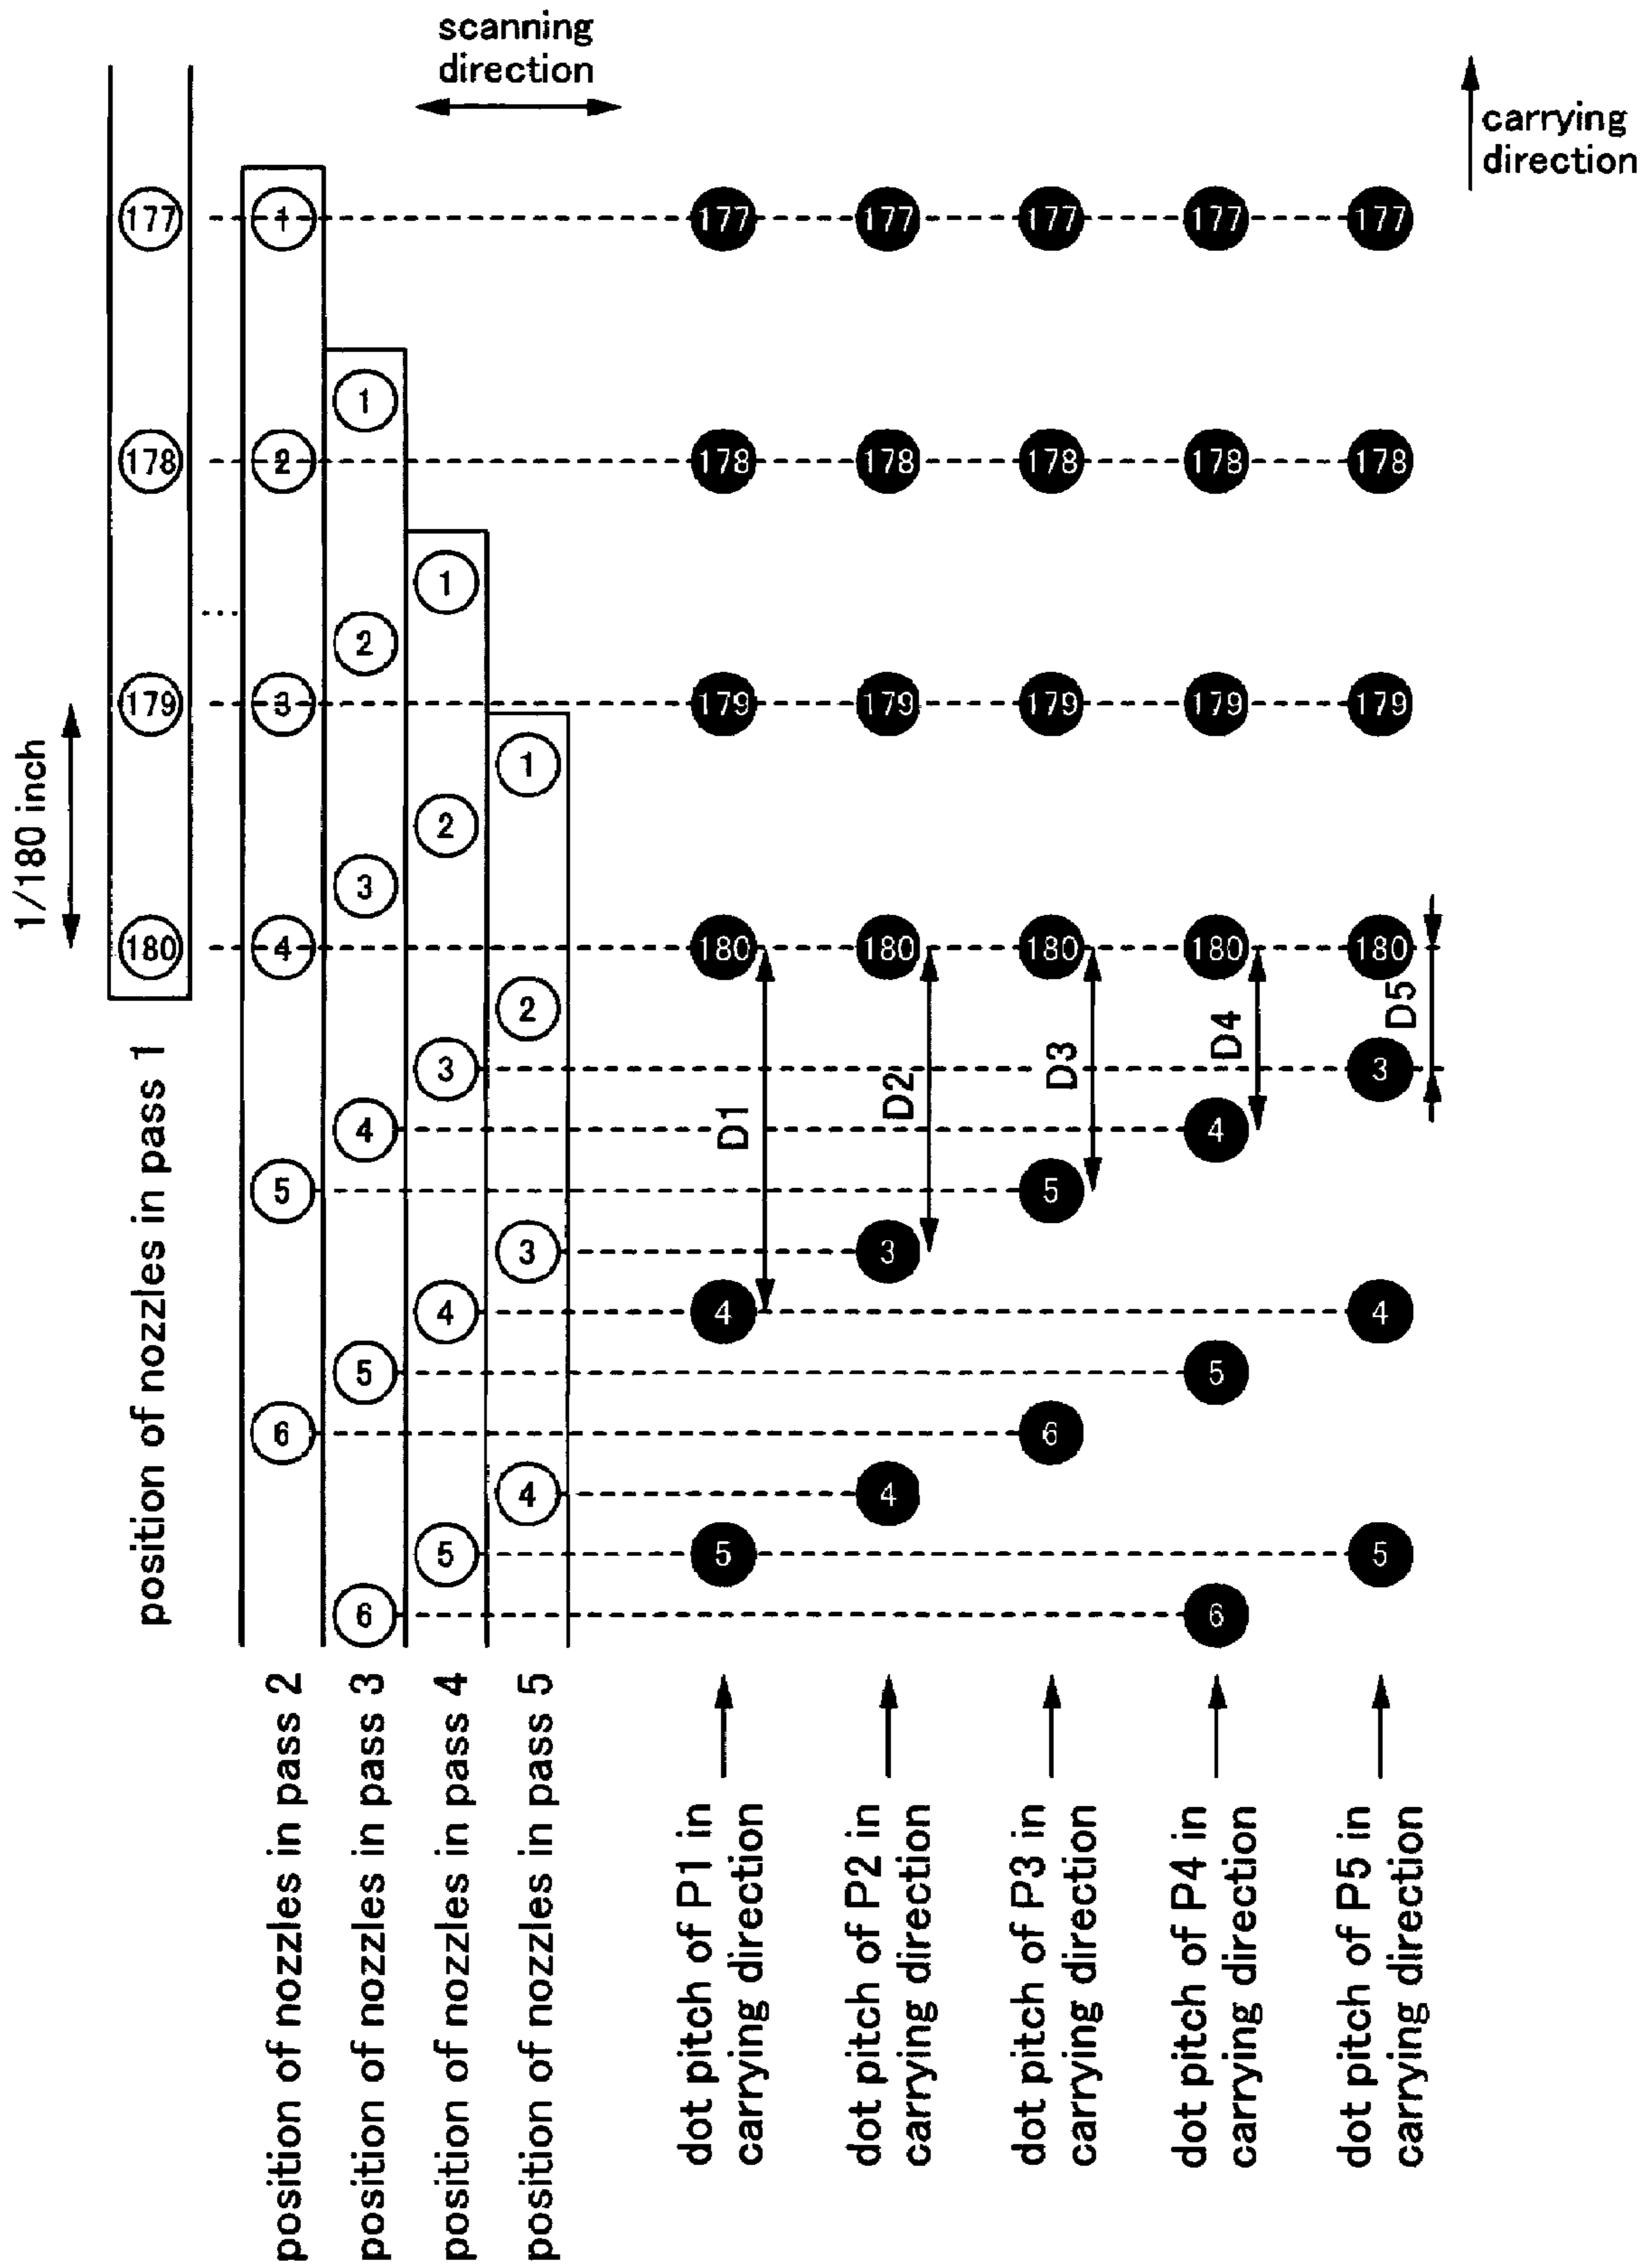 scanning
direction
carrying
direction
177 1 177 177 177 177 177
1
178 2 178 178 178 178 178
1
2
179 3 179 179 179 179 179
1
1/180 inch
2
3
180 4 180 180 180 180 180
2
D5
D4
3 3
D3
D2
D1
4 4
5 5
3 3
4 4 4
5 5
6 6
4 4
5 5 5
6 6
position of nozzles in pass 1
position of nozzles in pass 2
position of nozzles in pass 3
position of nozzles in pass 4
position of nozzles in pass 5
dot pitch of P1 in
carrying direction
dot pitch of P2 in
carrying direction
dot pitch of P3 in
carrying direction
dot pitch of P4 in
carrying direction
dot pitch of P5 in
carrying direction